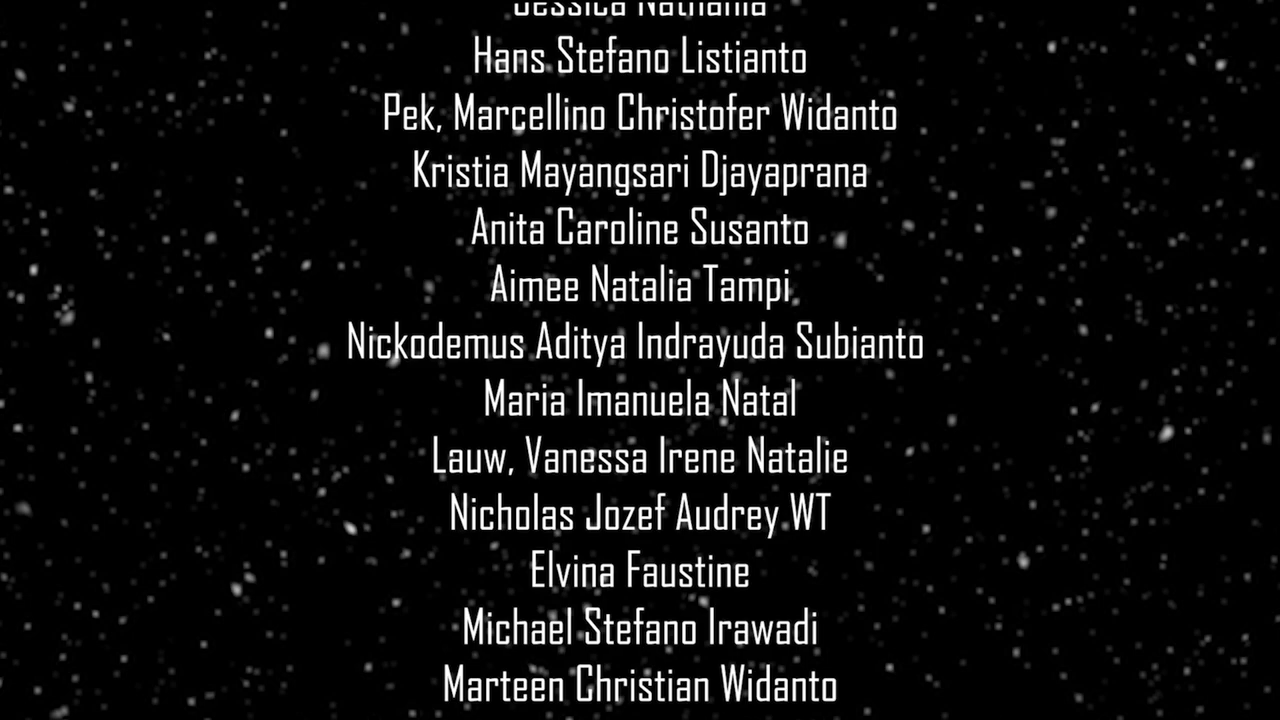 Jessica Nathania
Hans Stefano Listianto
Pek, Marcellino Christofer Widanto
Kristia Mayangsari Djayaprana
Anita Caroline Susanto
Aimee Natalia Tampi
Nickodemus Aditya Indrayuda Subianto
Maria Imanuela Natal
Lauw, Vanessa Irene Natalie
Nicholas Jozef Audrey WT
Elvina Faustine
Michael Stefano Irawadi
Marteen Christian Widanto